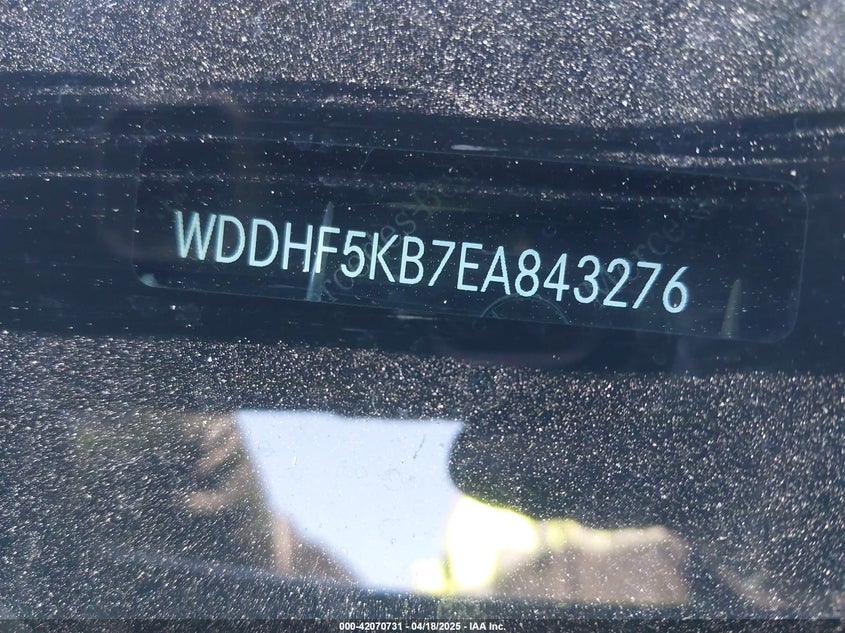 WDDHF5KB7EA843276
000-42070731 - 04/18/2025 - IAA Inc.